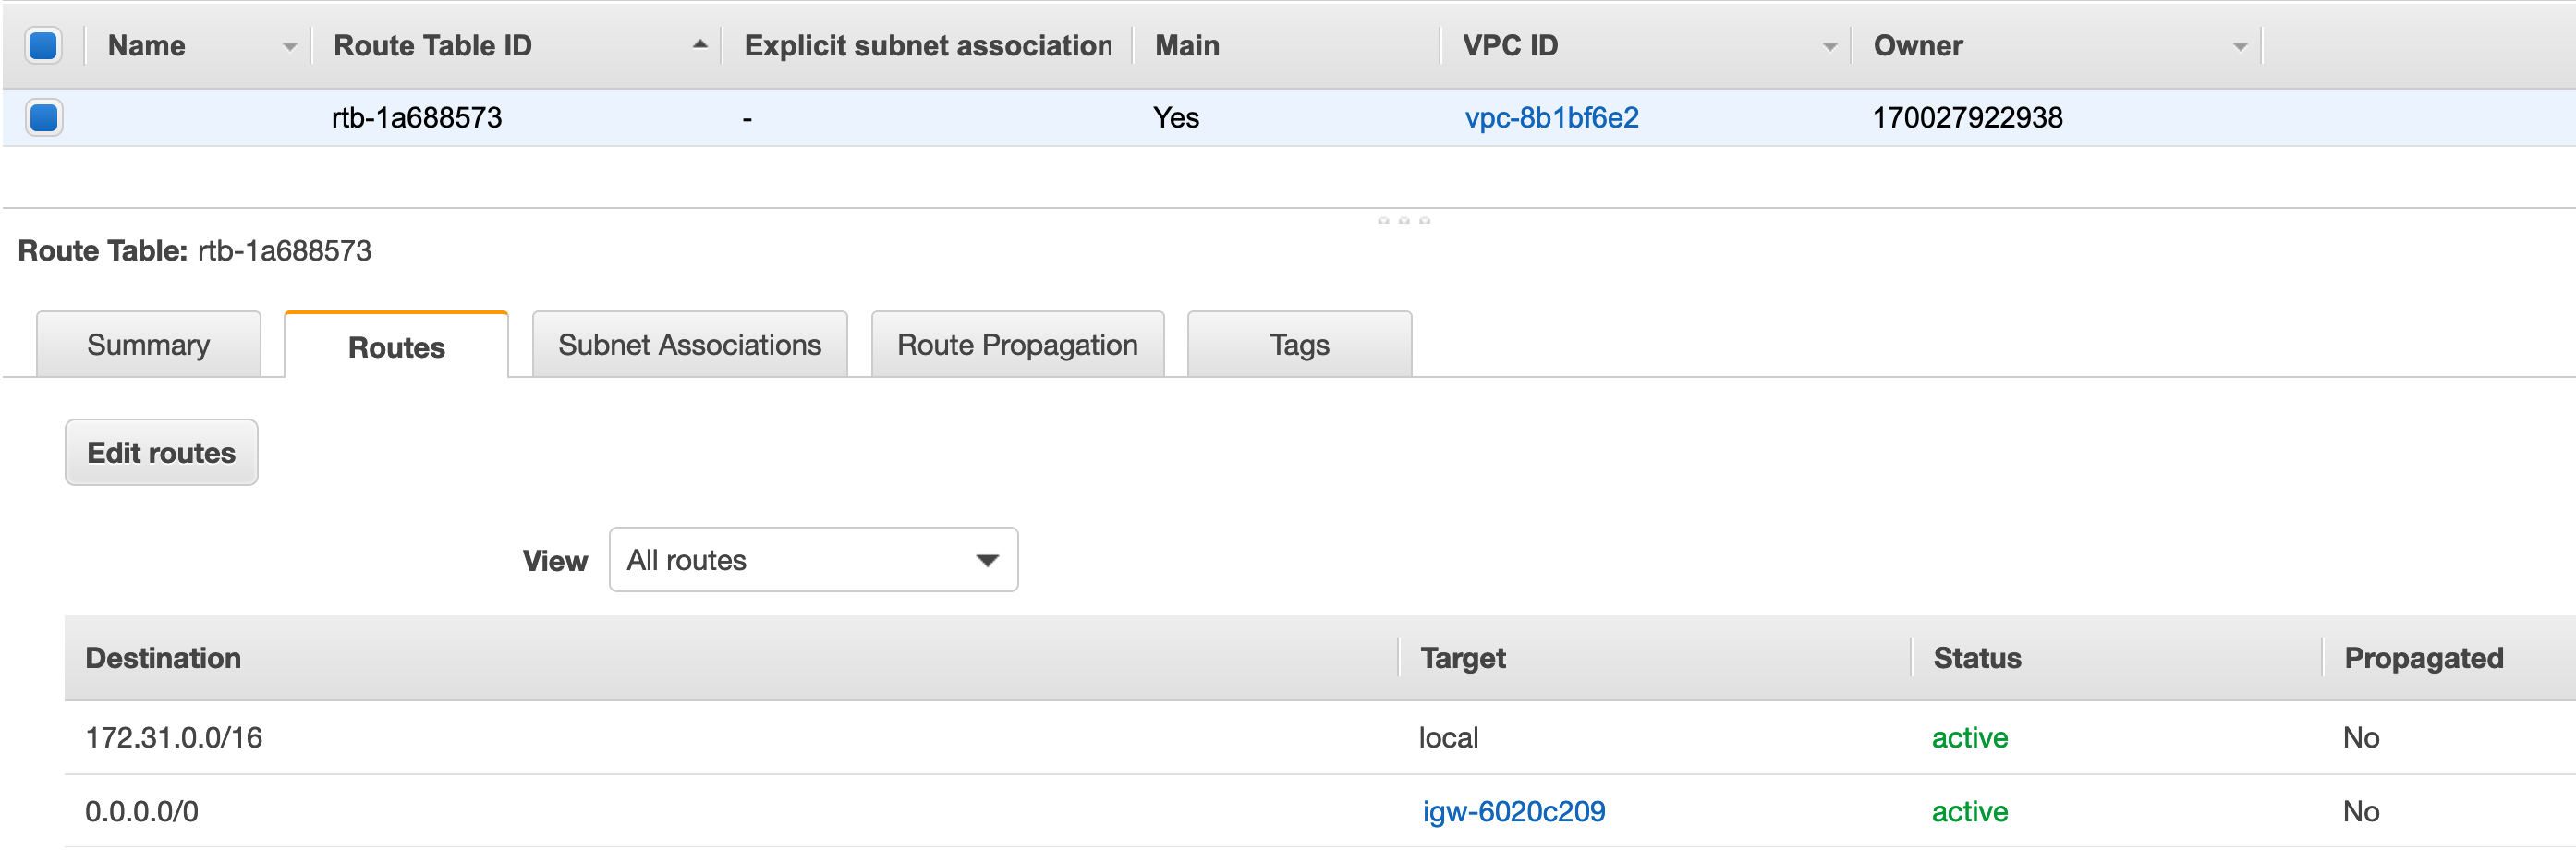 Name Route Table ID Explicit subnet association Main VPC ID Owner
rtb-1a688573 - Yes vpc-8b1bf6e2 170027922938
Route Table: rtb-1a688573
Summary Routes Subnet Associations Route Propagation Tags
Edit routes
View All routes
Destination Target Status Propagated
172.31.0.0/16 local active No
0.0.0.0/0 igw-6020c209 active No